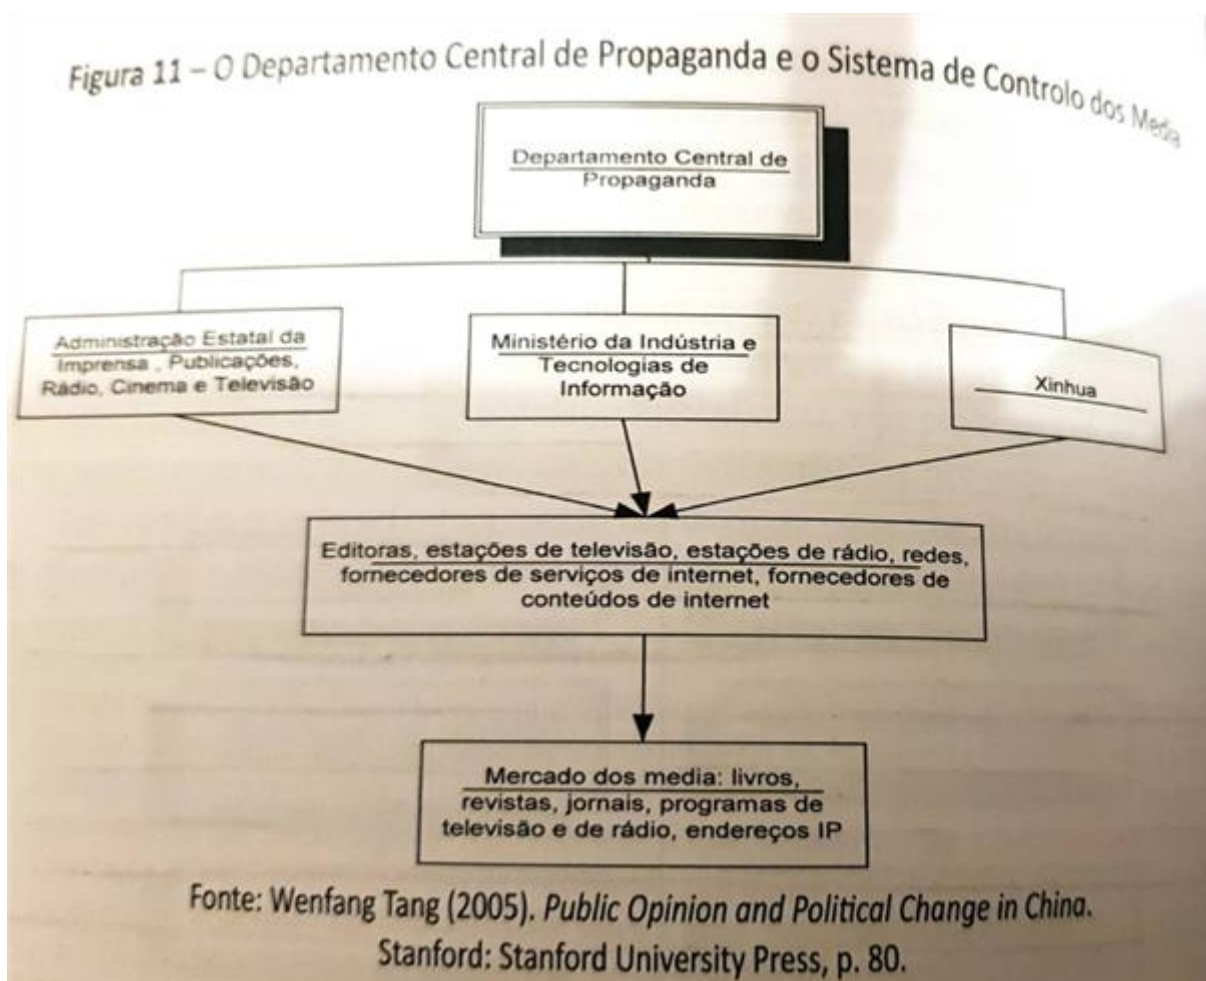 Figura 11 – O Departamento Central de Propaganda e o Sistema de Controlo dos Media
Departamento Central de
Propaganda
Administração Estatal da
Imprensa , Publicações,
Rádio, Cinema e Televisão
Ministério da Indústria e
Tecnologias de
Informação
Xinhua
Editoras, estações de televisão, estações de rádio, redes,
fornecedores de serviços de internet, fornecedores de
conteúdos de internet
Mercado dos media: livros,
revistas, jornais, programas de
televisão e de rádio, endereços IP
Fonte: Wenfang Tang (2005). Public Opinion and Political Change in China.
Stanford: Stanford University Press, p. 80.